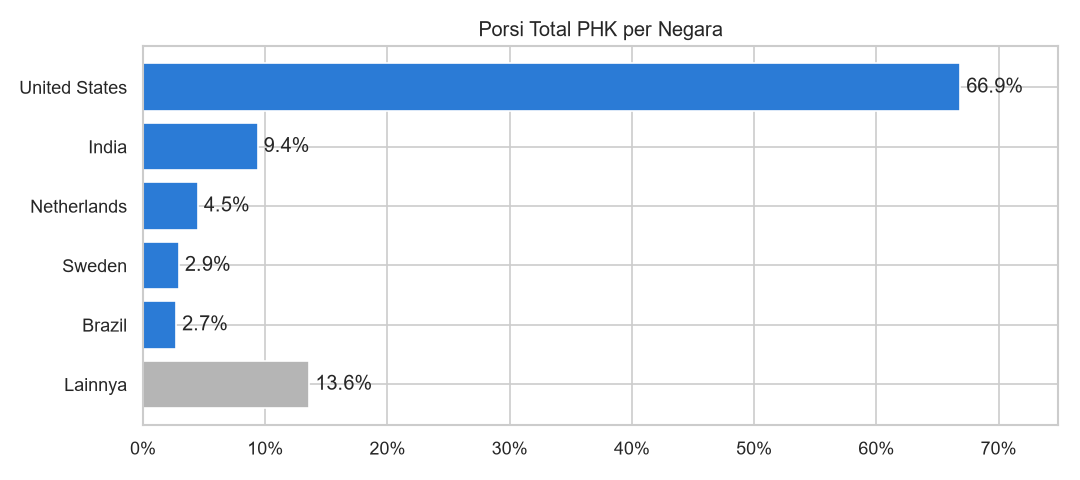 Porsi Total PHK per Negara
United States 66.9%
India 9.4%
Netherlands 4.5%
Sweden 2.9%
Brazil 2.7%
Lainnya 13.6%
0% 10% 20% 30% 40% 50% 60% 70%